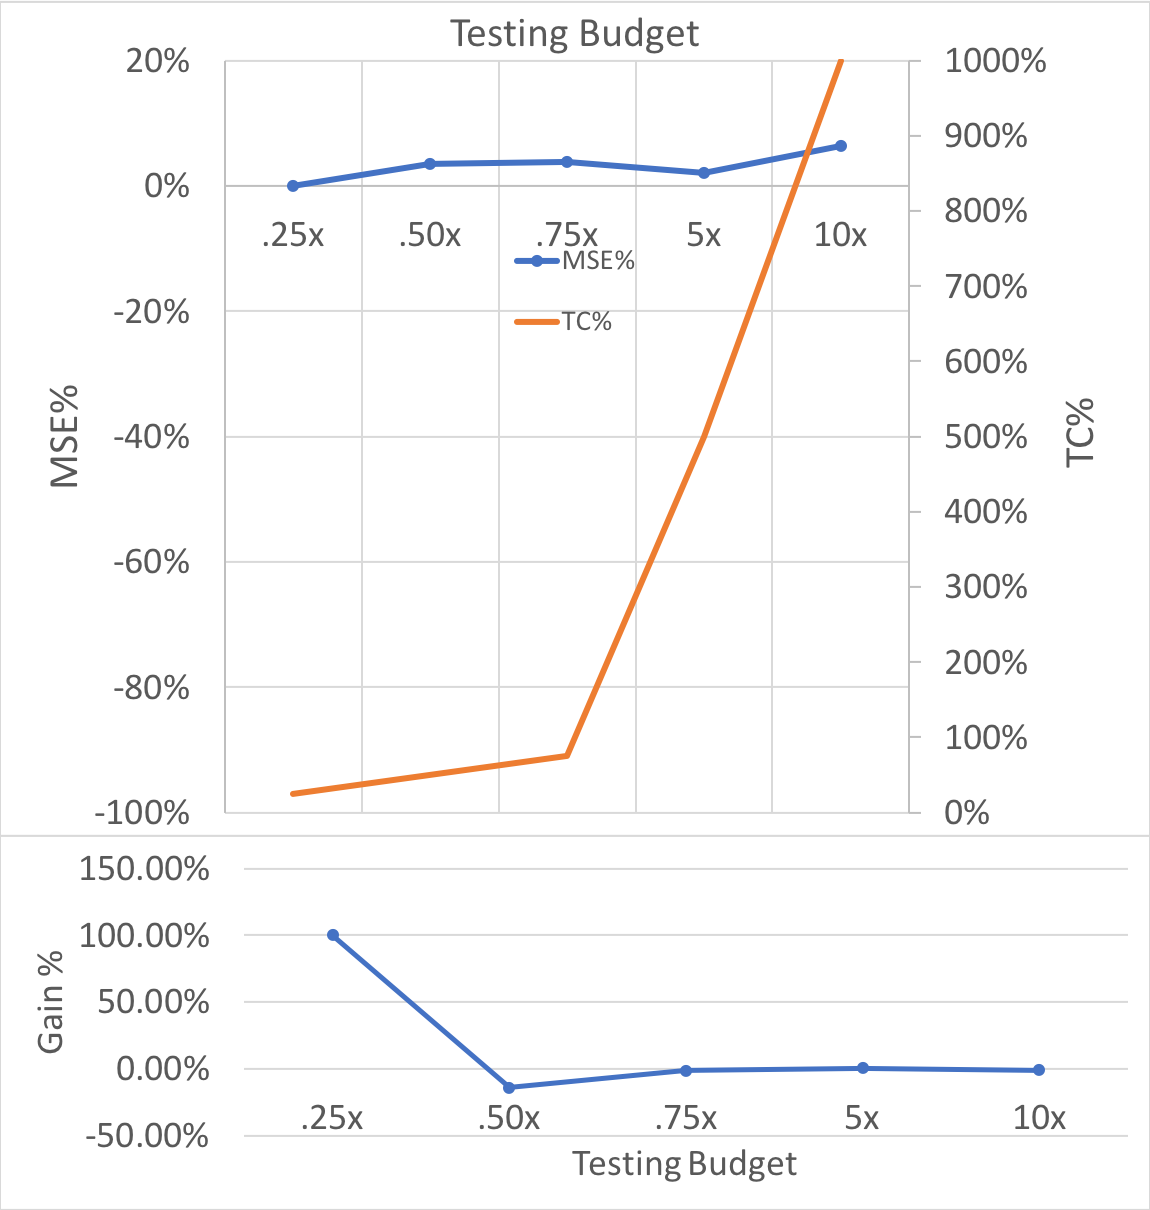 Testing Budget
20%
0%
-20%
-40%
-60%
-80%
-100%
MSE%
1000%
900%
800%
700%
600%
500%
400%
300%
200%
100%
0%
TC%
.25x .50x .75x 5x 10x
MSE%
TC%
150.00%
100.00%
50.00%
0.00%
-50.00%
Gain %
.25x .50x .75x 5x 10x
Testing Budget